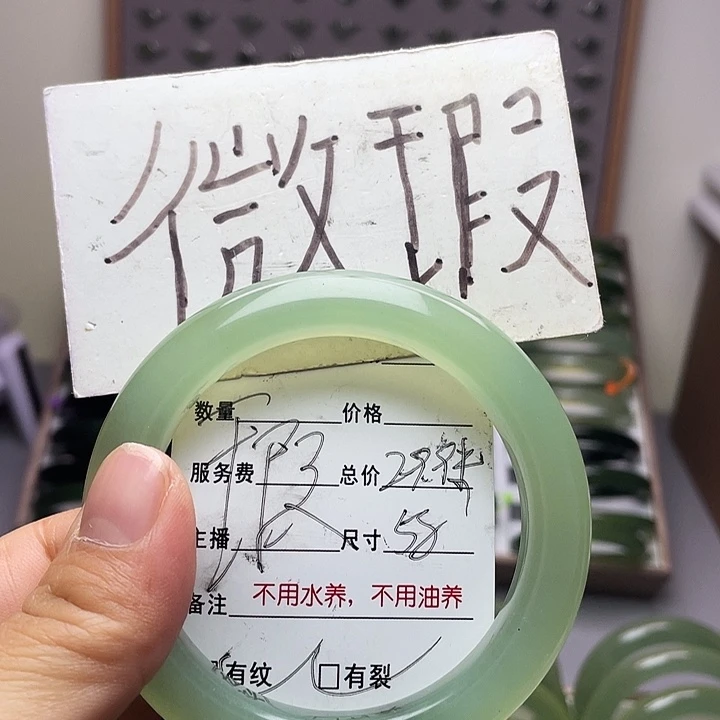 微瑕
数量 价格
服务费 总价
瑕
主播 尺寸 58
备注 不用水养，不用油养
有纹 □有裂